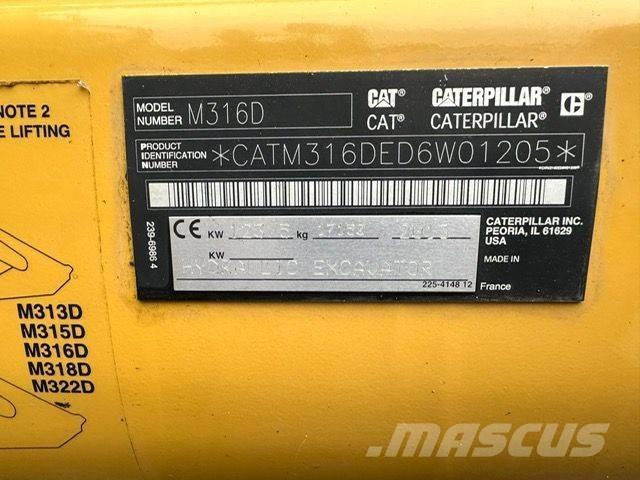 NOTE 2
E LIFTING
MODEL NUMBER M316D
CAT® CATERPILLAR® C
CAT® CATERPILLAR®
PRODUCT IDENTIFICATION NUMBER *CATM316DED6W01205*
239-6986 4
CE KW kg
KW
HYDRAULIC EXCAVATOR
225-4148 12
CATERPILLAR INC.
PEORIA, IL 61629
USA
MADE IN
France
M313D
M315D
M316D
M318D
M322D
MASCUS